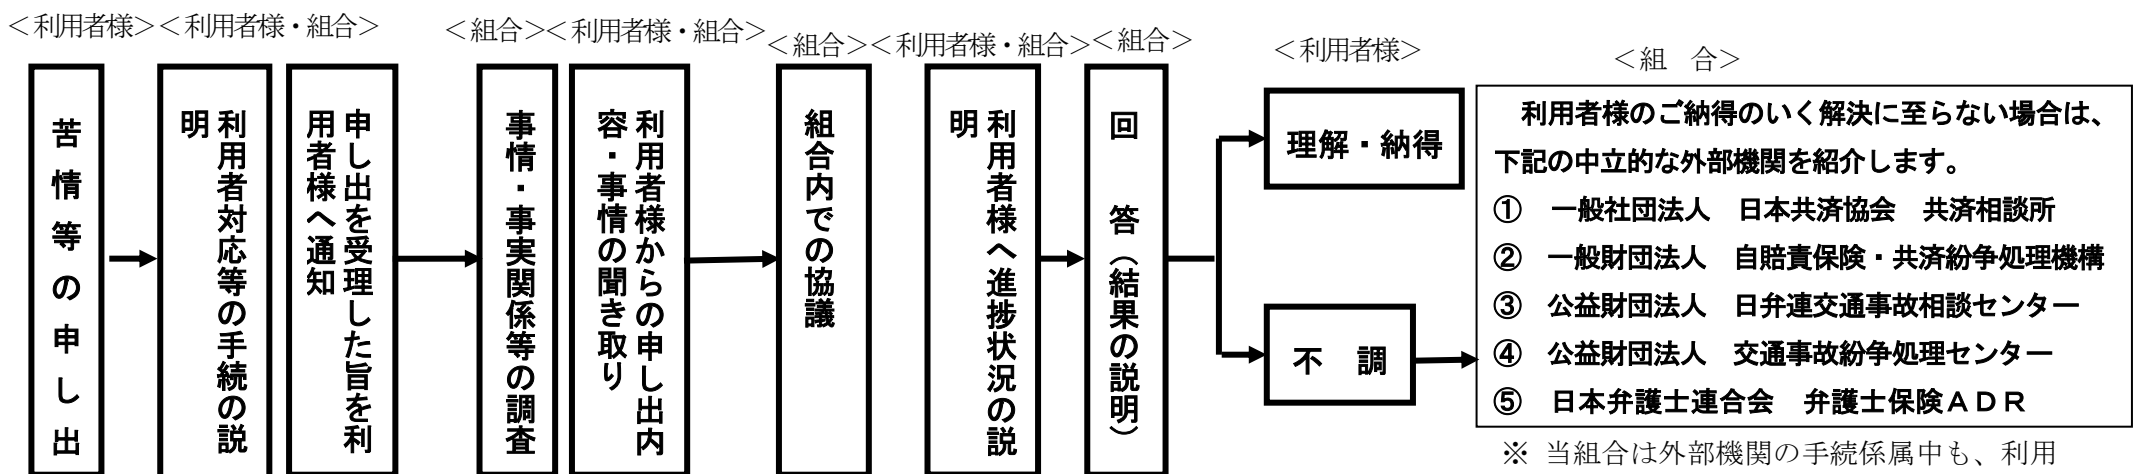 ＜利用者様＞＜利用者様・組合＞
＜組合＞＜利用者様・組合＞
＜組合＞＜利用者様・組合＞
＜組合＞
＜利用者様＞
＜組　合＞
苦情等の申し出
利用者対応等の手続の説
明
申し出を受理した旨を利
用者様へ通知
事情・事実関係等の調査
利用者様からの申し出内
容・事情の聞き取り
組合内での協議
利用者様へ進捗状況の説
明
回　答（結果の説明）
理解・納得
不　調
利用者様のご納得のいく解決に至らない場合は、
下記の中立的な外部機関を紹介します。
①　一般社団法人　日本共済協会　共済相談所
②　一般財団法人　自賠責保険・共済紛争処理機構
③　公益財団法人　日弁連交通事故相談センター
④　公益財団法人　交通事故紛争処理センター
⑤　日本弁護士連合会　弁護士保険ＡＤＲ
※ 当組合は外部機関の手続係属中も、利用